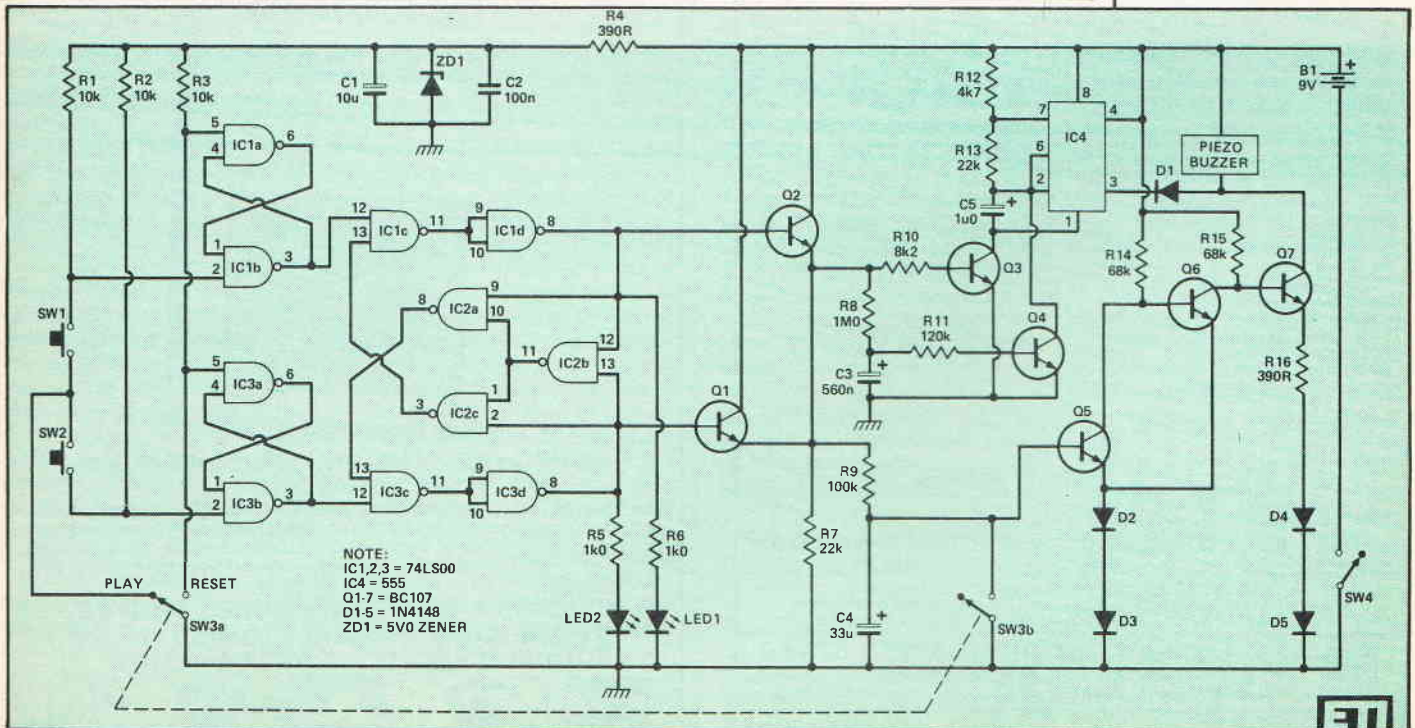 R4
390R
R1
10k
R2
10k
R3
10k
C1
10u
ZD1
C2
100n
R12
4k7
R13
22k
C5
1u0
8
7
6
2
4
3
1
IC4
D1
PIEZO
BUZZER
B1
9V
+
5
4
6
IC1a
1
2
3
IC1b
12
13
11
IC1c
9
10
8
IC1d
8
9
10
IC2a
11
12
13
IC2b
3
1
2
IC2c
5
4
6
IC3a
1
2
3
IC3b
13
12
11
IC3c
9
10
8
IC3d
SW1
SW2
Q2
Q1
R10
8k2
R8
1M0
R11
120k
C3
560n
+
Q3
Q4
+
R14
68k
R15
68k
Q6
Q7
Q5
R16
390R
R9
100k
R7
22k
C4
33u
+
R5
1k0
R6
1k0
LED2
LED1
D2
D3
D4
D5
SW4
SW3b
PLAY
RESET
SW3a
NOTE:
IC1,2,3 = 74LS00
IC4 = 555
Q1-7 = BC107
D1-5 = 1N4148
ZD1 = 5V0 ZENER
+
ETI